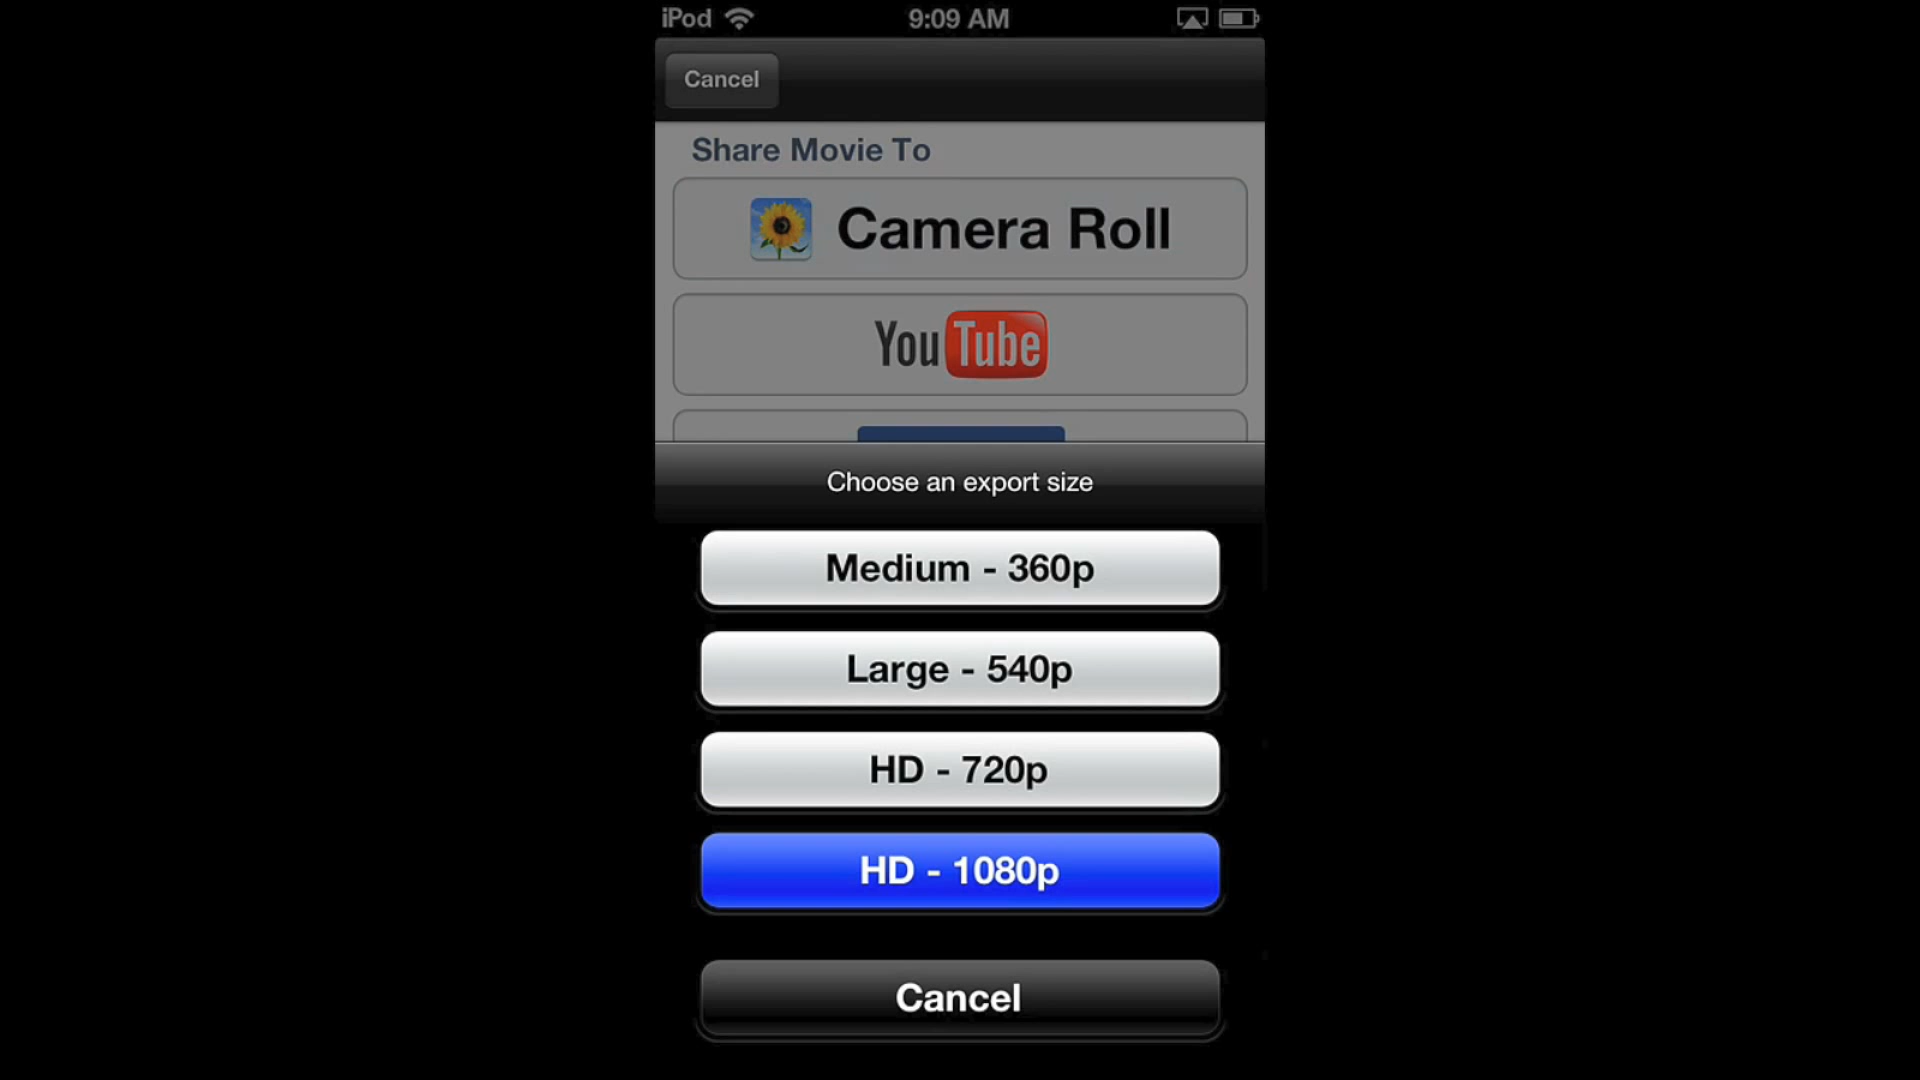 iPod 9:09 AM
Cancel
Share Movie To
Camera Roll
YouTube
Choose an export size
Medium - 360p
Large - 540p
HD - 720p
HD - 1080p
Cancel